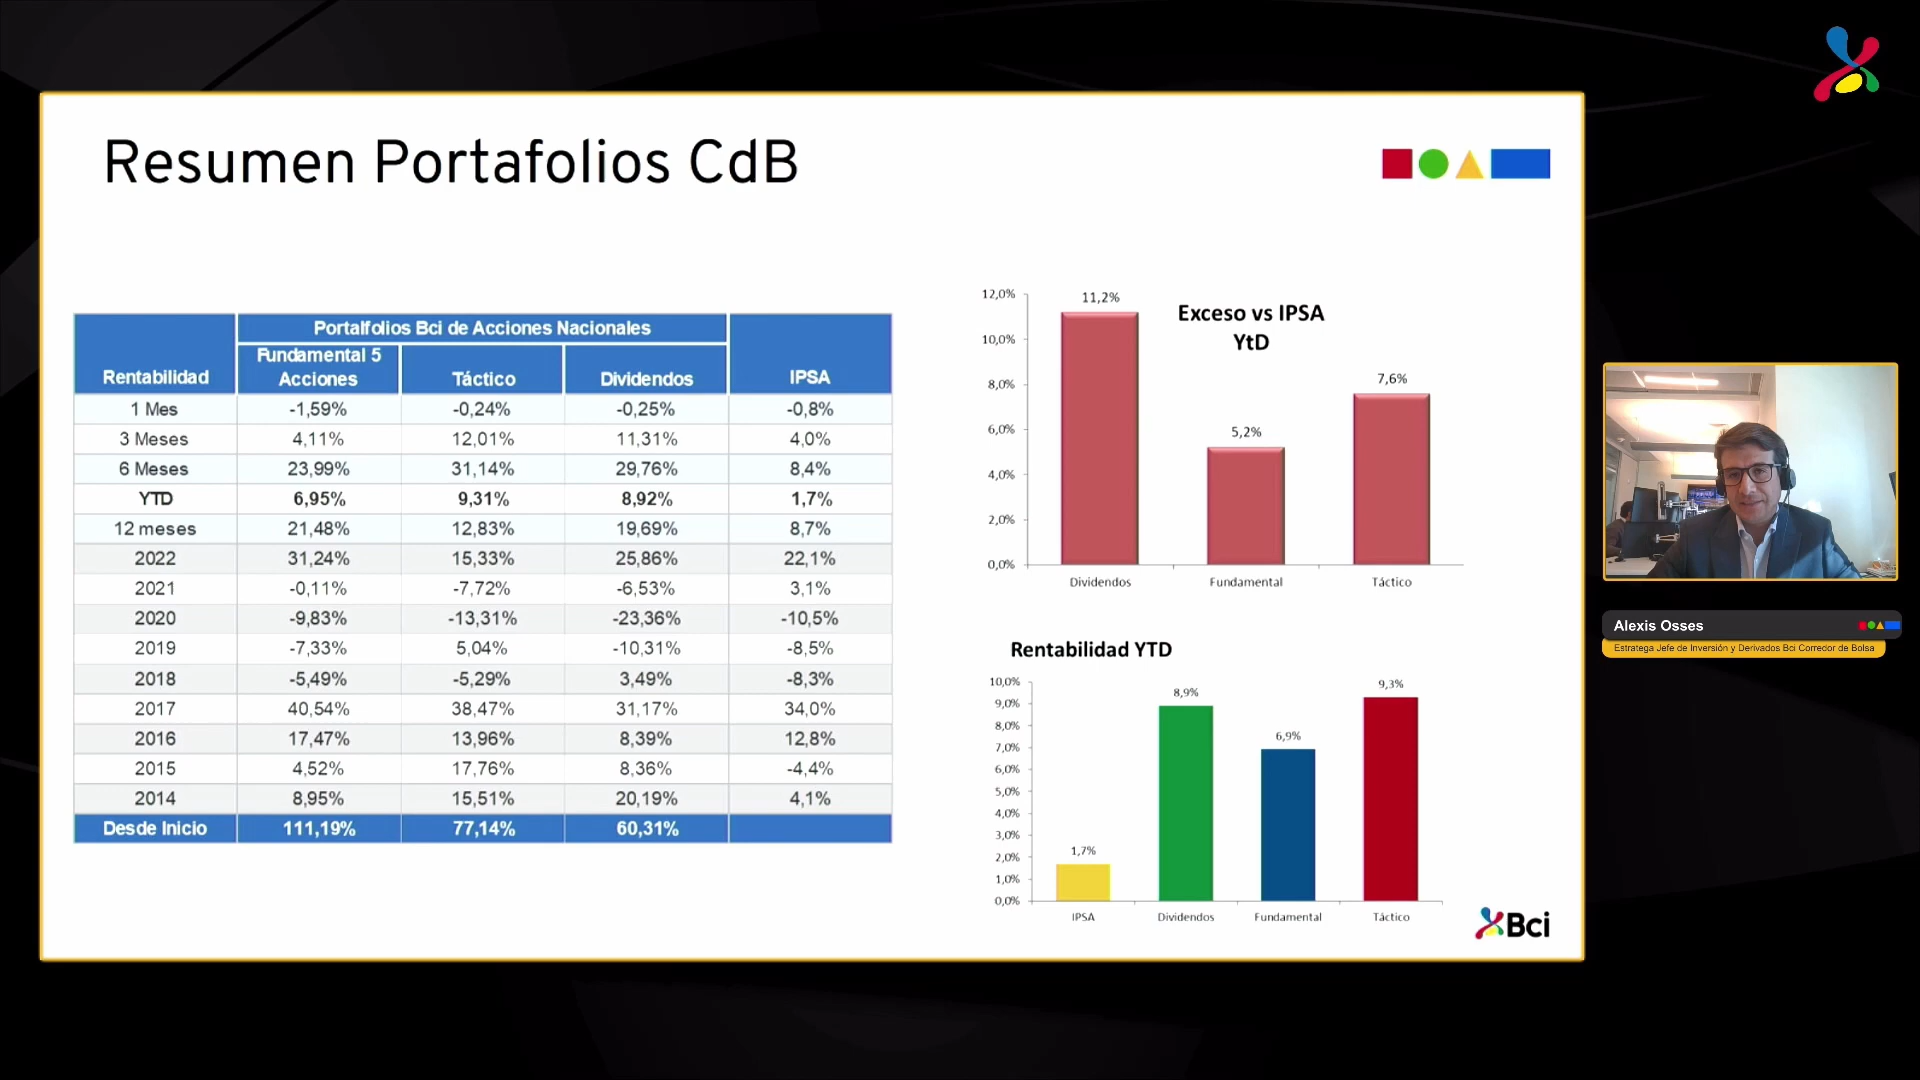 Resumen Portafolios CdB
Portalfolios Bci de Acciones Nacionales
Rentabilidad Fundamental 5 Acciones Táctico Dividendos IPSA
1 Mes -1,59% -0,24% -0,25% -0,8%
3 Meses 4,11% 12,01% 11,31% 4,0%
6 Meses 23,99% 31,14% 29,76% 8,4%
YTD 6,95% 9,31% 8,92% 1,7%
12 meses 21,48% 12,83% 19,69% 8,7%
2022 31,24% 15,33% 25,86% 22,1%
2021 -0,11% -7,72% -6,53% 3,1%
2020 -9,83% -13,31% -23,36% -10,5%
2019 -7,33% 5,04% -10,31% -8,5%
2018 -5,49% -5,29% 3,49% -8,3%
2017 40,54% 38,47% 31,17% 34,0%
2016 17,47% 13,96% 8,39% 12,8%
2015 4,52% 17,76% 8,36% -4,4%
2014 8,95% 15,51% 20,19% 4,1%
Desde Inicio 111,19% 77,14% 60,31%
Exceso vs IPSA
YtD
12,0%
10,0%
8,0%
6,0%
4,0%
2,0%
0,0%
11,2%
5,2%
7,6%
Dividendos Fundamental Táctico
Rentabilidad YTD
10,0%
9,0%
8,0%
7,0%
6,0%
5,0%
4,0%
3,0%
2,0%
1,0%
0,0%
1,7%
8,9%
6,9%
9,3%
IPSA Dividendos Fundamental Táctico
Bci
Alexis Osses
Estratega Jefe de Inversión y Derivados Bci Corredor de Bolsa